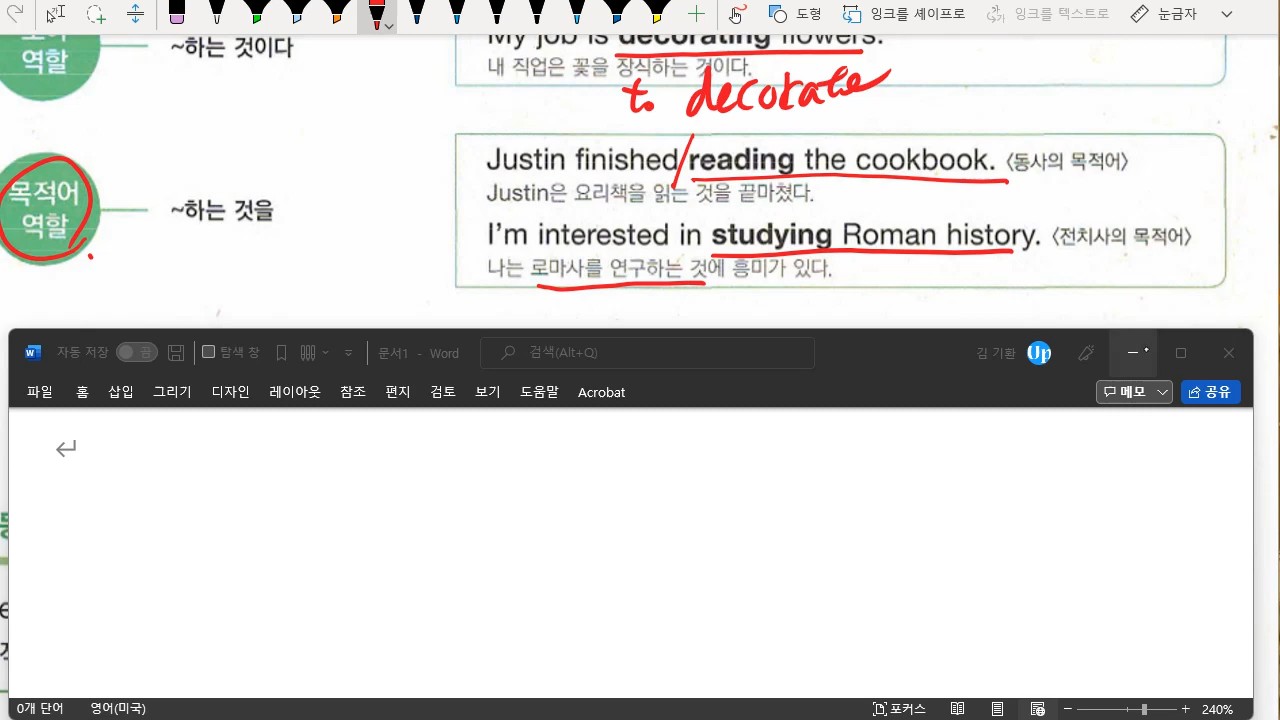 도형
잉크를 셰이프로
잉크를 텍스트로
눈금자
역할
~하는 것이다
My job is decorating flowers.
내 직업은 꽃을 장식하는 것이다.
to decorate
목적어
역할
~하는 것을
Justin finished reading the cookbook. 〈동사의 목적어〉
Justin은 요리책을 읽는 것을 끝마쳤다.
I'm interested in studying Roman history. 〈전치사의 목적어〉
나는 로마사를 연구하는 것에 흥미가 있다.
자동 저장
끔
탐색 창
문서1 - Word
검색(Alt+Q)
김 기환
Up
파일 홈 삽입 그리기 디자인 레이아웃 참조 편지 검토 보기 도움말 Acrobat
메모
공유
0개 단어 영어(미국)
포커스
240%